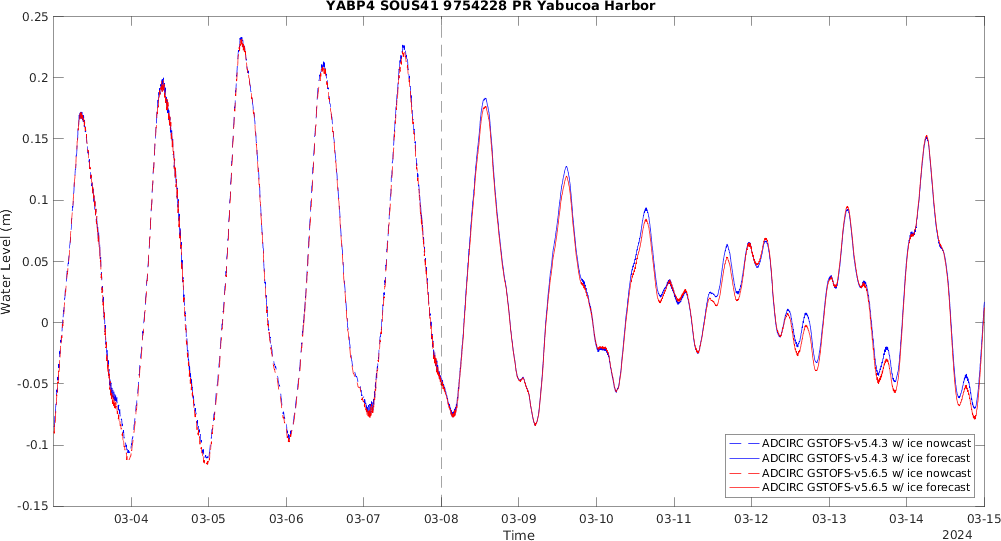 YABP4 SOUS41 9754228 PR Yabucoa Harbor
0.25
0.2
0.15
0.1
0.05
0
-0.05
-0.1
-0.15
Water Level (m)
ADCIRC GSTOFS-v5.4.3 w/ ice nowcast
ADCIRC GSTOFS-v5.4.3 w/ ice forecast
ADCIRC GSTOFS-v5.6.5 w/ ice nowcast
ADCIRC GSTOFS-v5.6.5 w/ ice forecast
03-04 03-05 03-06 03-07 03-08 03-09 03-10 03-11 03-12 03-13 03-14 03-15
Time
2024